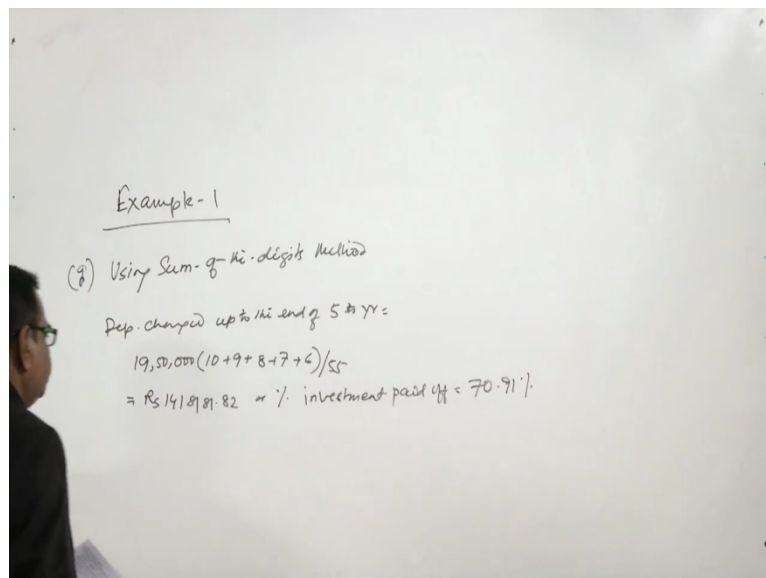 Example-1
(g) Using Sum-of-the-digits Method
Dep. charged up to the end of 5th yr =
19,50,000(10+9+8+7+6)/55
= Rs 1418181.82 or % investment paid off = 70.91%.